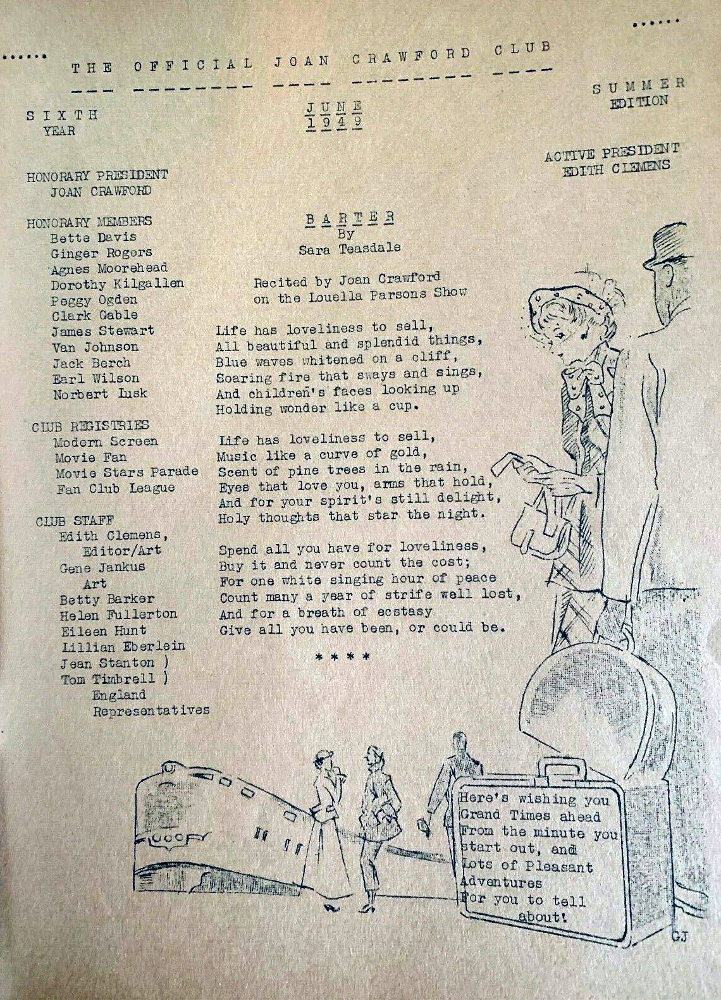 THE OFFICIAL JOAN CRAWFORD CLUB
SIXTH
YEAR
JUNE
1949
SUMMER
EDITION
ACTIVE PRESIDENT
EDITH CLEMENS
HONORARY PRESIDENT
JOAN CRAWFORD
HONORARY MEMBERS
Bette Davis
Ginger Rogers
Agnes Moorehead
Dorothy Kilgallen
Peggy Ogden
Clark Gable
James Stewart
Van Johnson
Jack Berch
Earl Wilson
Norbert Lusk
CLUB REGISTRIES
Modern Screen
Movie Fan
Movie Stars Parade
Fan Club League
CLUB STAFF
Edith Clemens,
Editor/Art
Gene Jankus
Art
Betty Barker
Helen Fullerton
Eileen Hunt
Lillian Eberlein
Jean Stanton )
Tom Timbrell )
England
Representatives
BARTER
By
Sara Teasdale
Recited by Joan Crawford
on the Louella Parsons Show
Life has loveliness to sell,
All beautiful and splendid things,
Blue waves whitened on a cliff,
Soaring fire that sways and sings,
And children's faces looking up
Holding wonder like a cup.
Life has loveliness to sell,
Music like a curve of gold,
Scent of pine trees in the rain,
Eyes that love you, arms that hold,
And for your spirit's still delight,
Holy thoughts that star the night.
Spend all you have for loveliness,
Buy it and never count the cost;
For one white singing hour of peace
Count many a year of strife well lost,
And for a breath of ecstasy
Give all you have been, or could be.
****
Here's wishing you
Grand Times ahead
From the minute you
start out, and
Lots of Pleasant
Adventures
For you to tell
about!
GJ